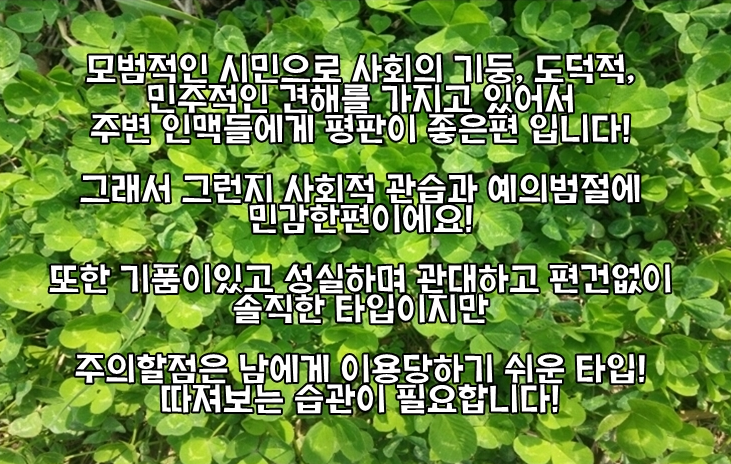 모범적인 시민으로 사회의 기둥, 도덕적,
민주적인 견해를 가지고 있어서
주변 인맥들에게 평판이 좋은편 입니다!
그래서 그런지 사회적 관습과 예의범절에
민감한편이에요!
또한 기품이있고 성실하며 관대하고 편건없이
솔직한 타입이지만
주의할점은 남에게 이용당하기 쉬운 타입!
따져보는 습관이 필요합니다!